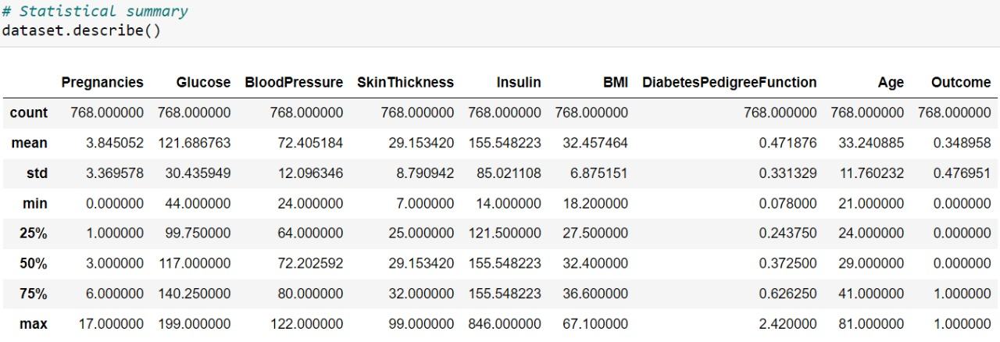 # Statistical summary
dataset.describe()
Pregnancies Glucose BloodPressure SkinThickness Insulin BMI DiabetesPedigreeFunction Age Outcome
count 768.000000 768.000000 768.000000 768.000000 768.000000 768.000000 768.000000 768.000000 768.000000
mean 3.845052 121.686763 72.405184 29.153420 155.548223 32.457464 0.471876 33.240885 0.348958
std 3.369578 30.435949 12.096346 8.790942 85.021108 6.875151 0.331329 11.760232 0.476951
min 0.000000 44.000000 24.000000 7.000000 14.000000 18.200000 0.078000 21.000000 0.000000
25% 1.000000 99.750000 64.000000 25.000000 121.500000 27.500000 0.243750 24.000000 0.000000
50% 3.000000 117.000000 72.202592 29.153420 155.548223 32.400000 0.372500 29.000000 0.000000
75% 6.000000 140.250000 80.000000 32.000000 155.548223 36.600000 0.626250 41.000000 1.000000
max 17.000000 199.000000 122.000000 99.000000 846.000000 67.100000 2.420000 81.000000 1.000000